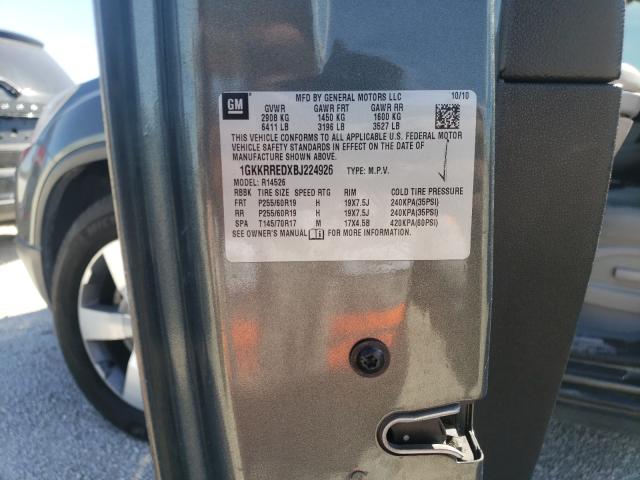 GM
MFD BY GENERAL MOTORS LLC 10/10
GVWR GAWR FRT GAWR RR
2908 KG 1450 KG 1600 KG
6411 LB 3196 LB 3527 LB
THIS VEHICLE CONFORMS TO ALL APPLICABLE U.S. FEDERAL MOTOR
VEHICLE SAFETY STANDARDS IN EFFECT ON THE DATE OF
MANUFACTURE SHOWN ABOVE.
1GKKRREDXBJ224926 TYPE: M.P.V.
MODEL: R14526
RBBK TIRE SIZE SPEED RTG RIM COLD TIRE PRESSURE
FRT P255/60R19 H 19X7.5J 240KPA(35PSI)
RR P255/60R19 H 19X7.5J 240KPA(35PSI)
SPA T145/70R17 M 17X4.5B 420KPA(60PSI)
SEE OWNER'S MANUAL FOR MORE INFORMATION.